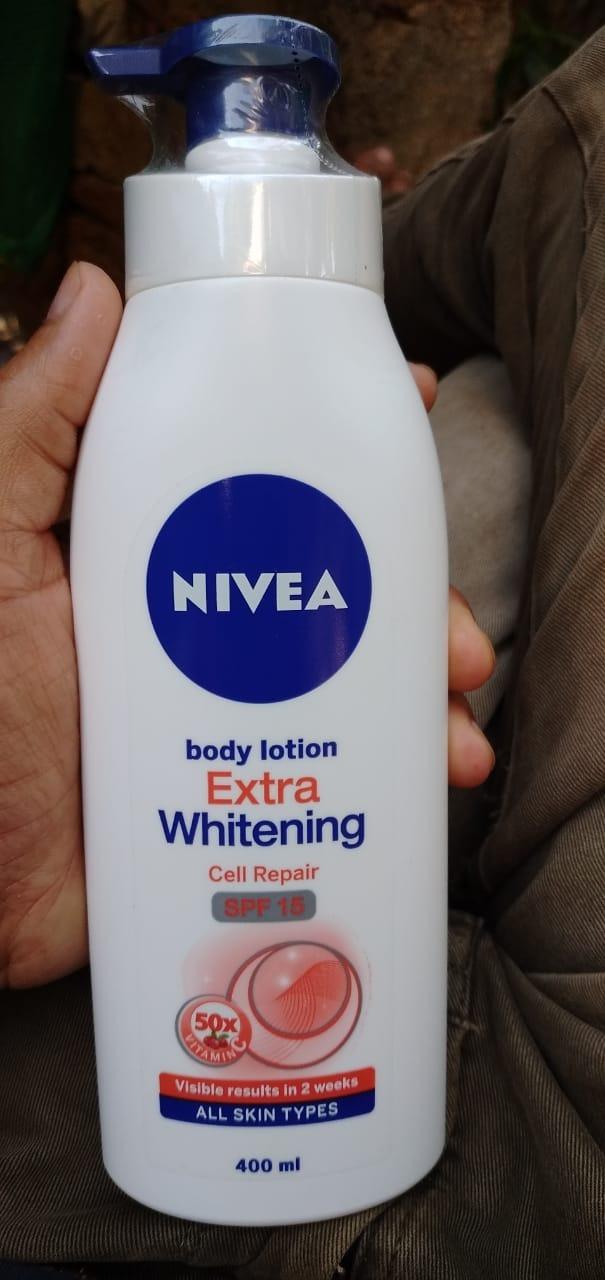 NIVEA
body lotion
Extra
Whitening
Cell Repair
SPF 15
50x
VITAMIN C
Visible results in 2 weeks
ALL SKIN TYPES
400 ml